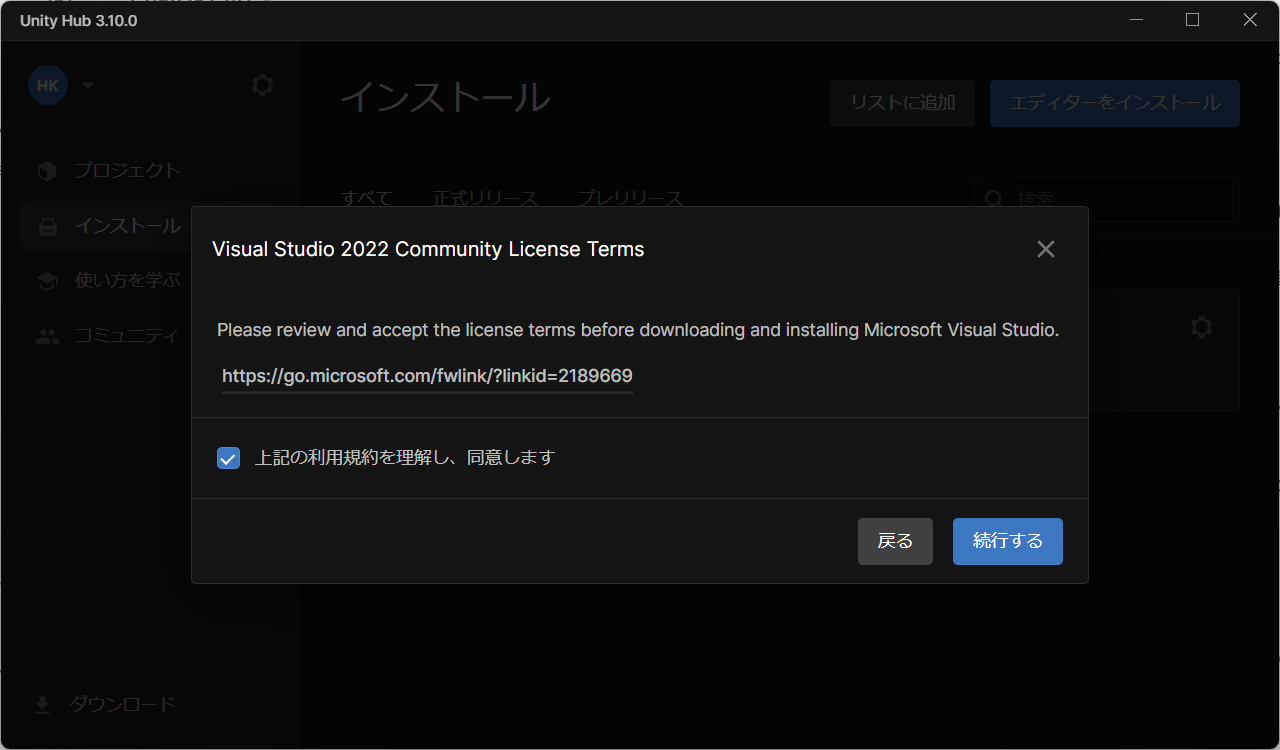 Unity Hub 3.10.0
HK
インストール
リストに追加
エディターをインストール
プロジェクト
インストール
使い方を学ぶ
コミュニティ
すべて
正式リリース
プレリリース
検索
Visual Studio 2022 Community License Terms
Please review and accept the license terms before downloading and installing Microsoft Visual Studio.
https://go.microsoft.com/fwlink/?linkid=2189669
上記の利用規約を理解し、同意します
戻る
続行する
ダウンロード